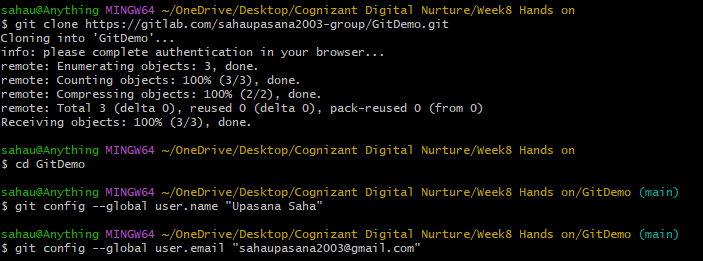 sahau@Anything MINGW64 ~/OneDrive/Desktop/Cognizant Digital Nurture/Week8 Hands on
$ git clone https://gitlab.com/sahaupasana2003-group/GitDemo.git
Cloning into 'GitDemo'...
info: please complete authentication in your browser...
remote: Enumerating objects: 3, done.
remote: Counting objects: 100% (3/3), done.
remote: Compressing objects: 100% (2/2), done.
remote: Total 3 (delta 0), reused 0 (delta 0), pack-reused 0 (from 0)
Receiving objects: 100% (3/3), done.
sahau@Anything MINGW64 ~/OneDrive/Desktop/Cognizant Digital Nurture/Week8 Hands on
$ cd GitDemo
sahau@Anything MINGW64 ~/OneDrive/Desktop/Cognizant Digital Nurture/Week8 Hands on/GitDemo (main)
$ git config --global user.name "Upasana Saha"
sahau@Anything MINGW64 ~/OneDrive/Desktop/Cognizant Digital Nurture/Week8 Hands on/GitDemo (main)
$ git config --global user.email "sahaupasana2003@gmail.com"